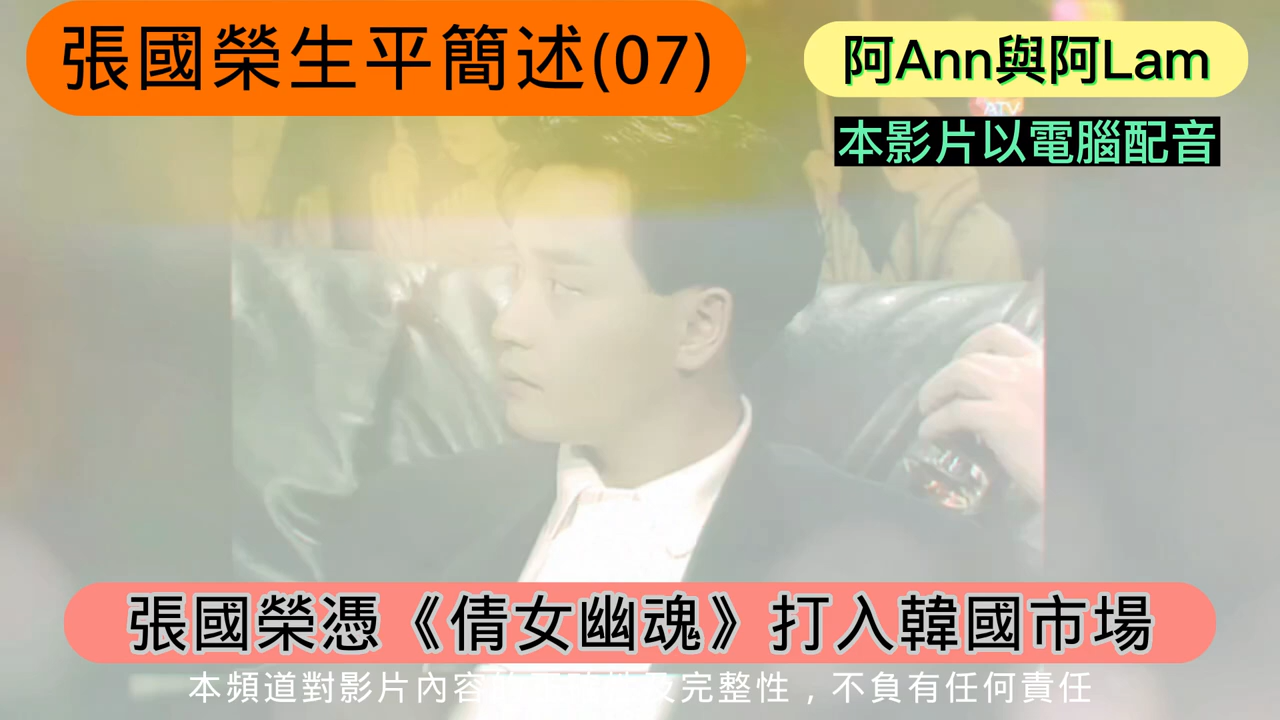 張國榮生平簡述(07)
阿Ann與阿Lam
ATV
本影片以電腦配音
張國榮憑《倩女幽魂》打入韓國市場
本頻道對影片內容 及完整性，不負有任何責任